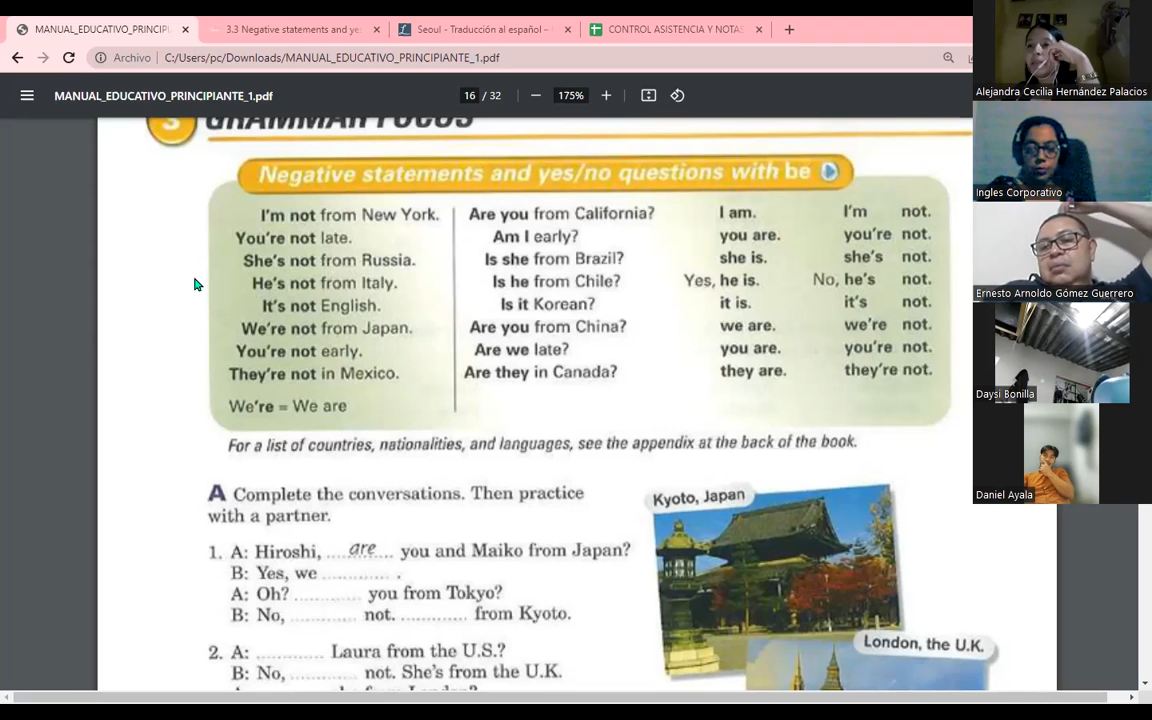 MANUAL_EDUCATIVO_PRINCIPI
3.3 Negative statements and ye
Seoul - Traducción al español –
CONTROL ASISTENCIA Y NOTAS
Archivo C:/Users/pc/Downloads/MANUAL_EDUCATIVO_PRINCIPIANTE_1.pdf
MANUAL_EDUCATIVO_PRINCIPIANTE_1.pdf 16 / 32 175%
3 GRAMMAR FOCUS
Negative statements and yes/no questions with be
I'm not from New York. Are you from California? I am. I'm not.
You're not late. Am I early? you are. you're not.
She's not from Russia. Is she from Brazil? she is. she's not.
He's not from Italy. Is he from Chile? Yes, he is. No, he's not.
It's not English. Is it Korean? it is. it's not.
We're not from Japan. Are you from China? we are. we're not.
You're not early. Are we late? you are. you're not.
They're not in Mexico. Are they in Canada? they are. they're not.
We're = We are
For a list of countries, nationalities, and languages, see the appendix at the back of the book.
A Complete the conversations. Then practice
with a partner.
1. A: Hiroshi, ....are.... you and Maiko from Japan?
B: Yes, we ............ .
A: Oh? ............ you from Tokyo?
B: No, ............ not. ............ from Kyoto.
2. A: ............ Laura from the U.S.?
B: No, ............ not. She's from the U.K.
Kyoto, Japan
London, the U.K.
Alejandra Cecilia Hernández Palacios
Ingles Corporativo
Ernesto Arnoldo Gómez Guerrero
Daysi Bonilla
Daniel Ayala